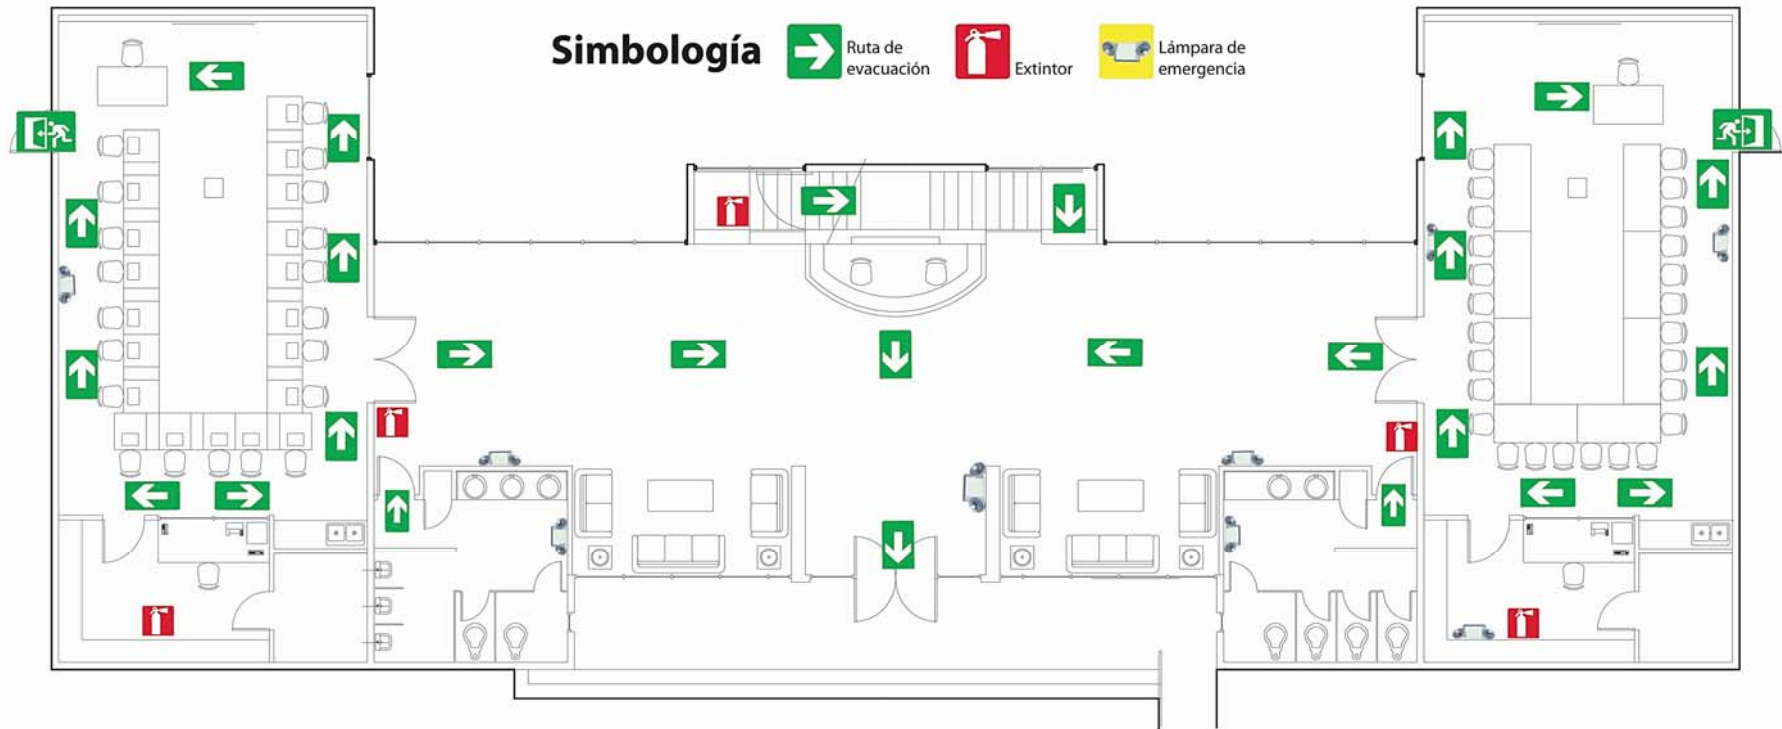 Simbología
Ruta de
evacuación
Extintor
Lámpara de
emergencia